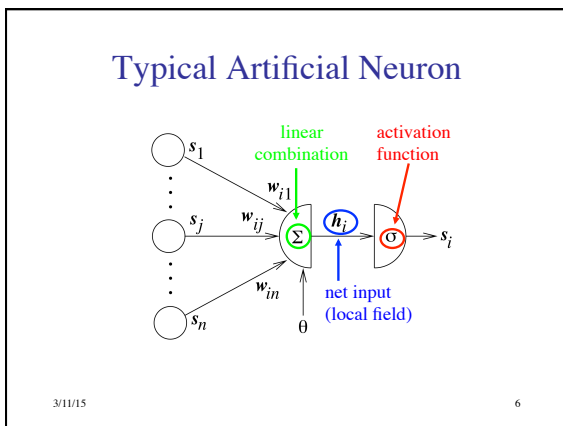 Typical Artificial Neuron
linear
combination
activation
function
s1
wi1
sj
wij
Σ
hi
σ
si
win
sn
θ
net input
(local field)
3/11/15
6